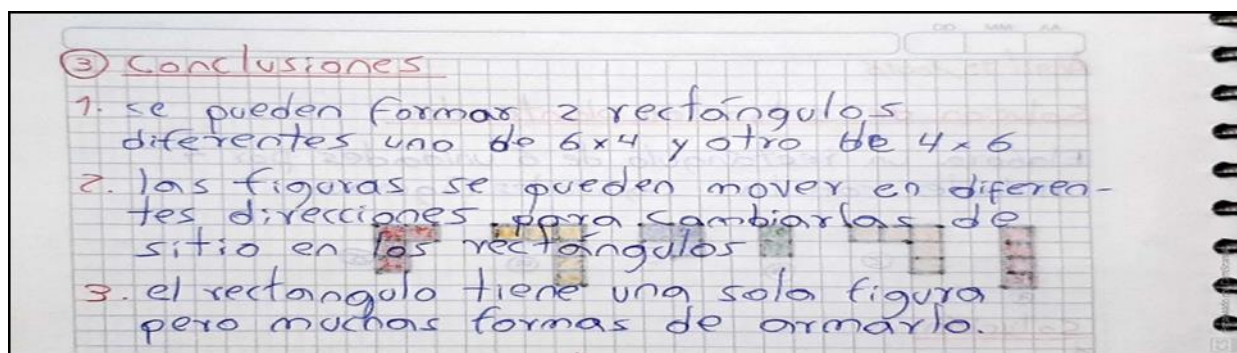 ③ Conclusiones
1. se pueden formar 2 rectángulos
diferentes uno de 6x4 y otro de 4x6
2. las figuras se pueden mover en diferen-
tes direcciones para cambiarlas de
sitio en los rectángulos
3. el rectangulo tiene una sola figura
pero muchas formas de armarlo.